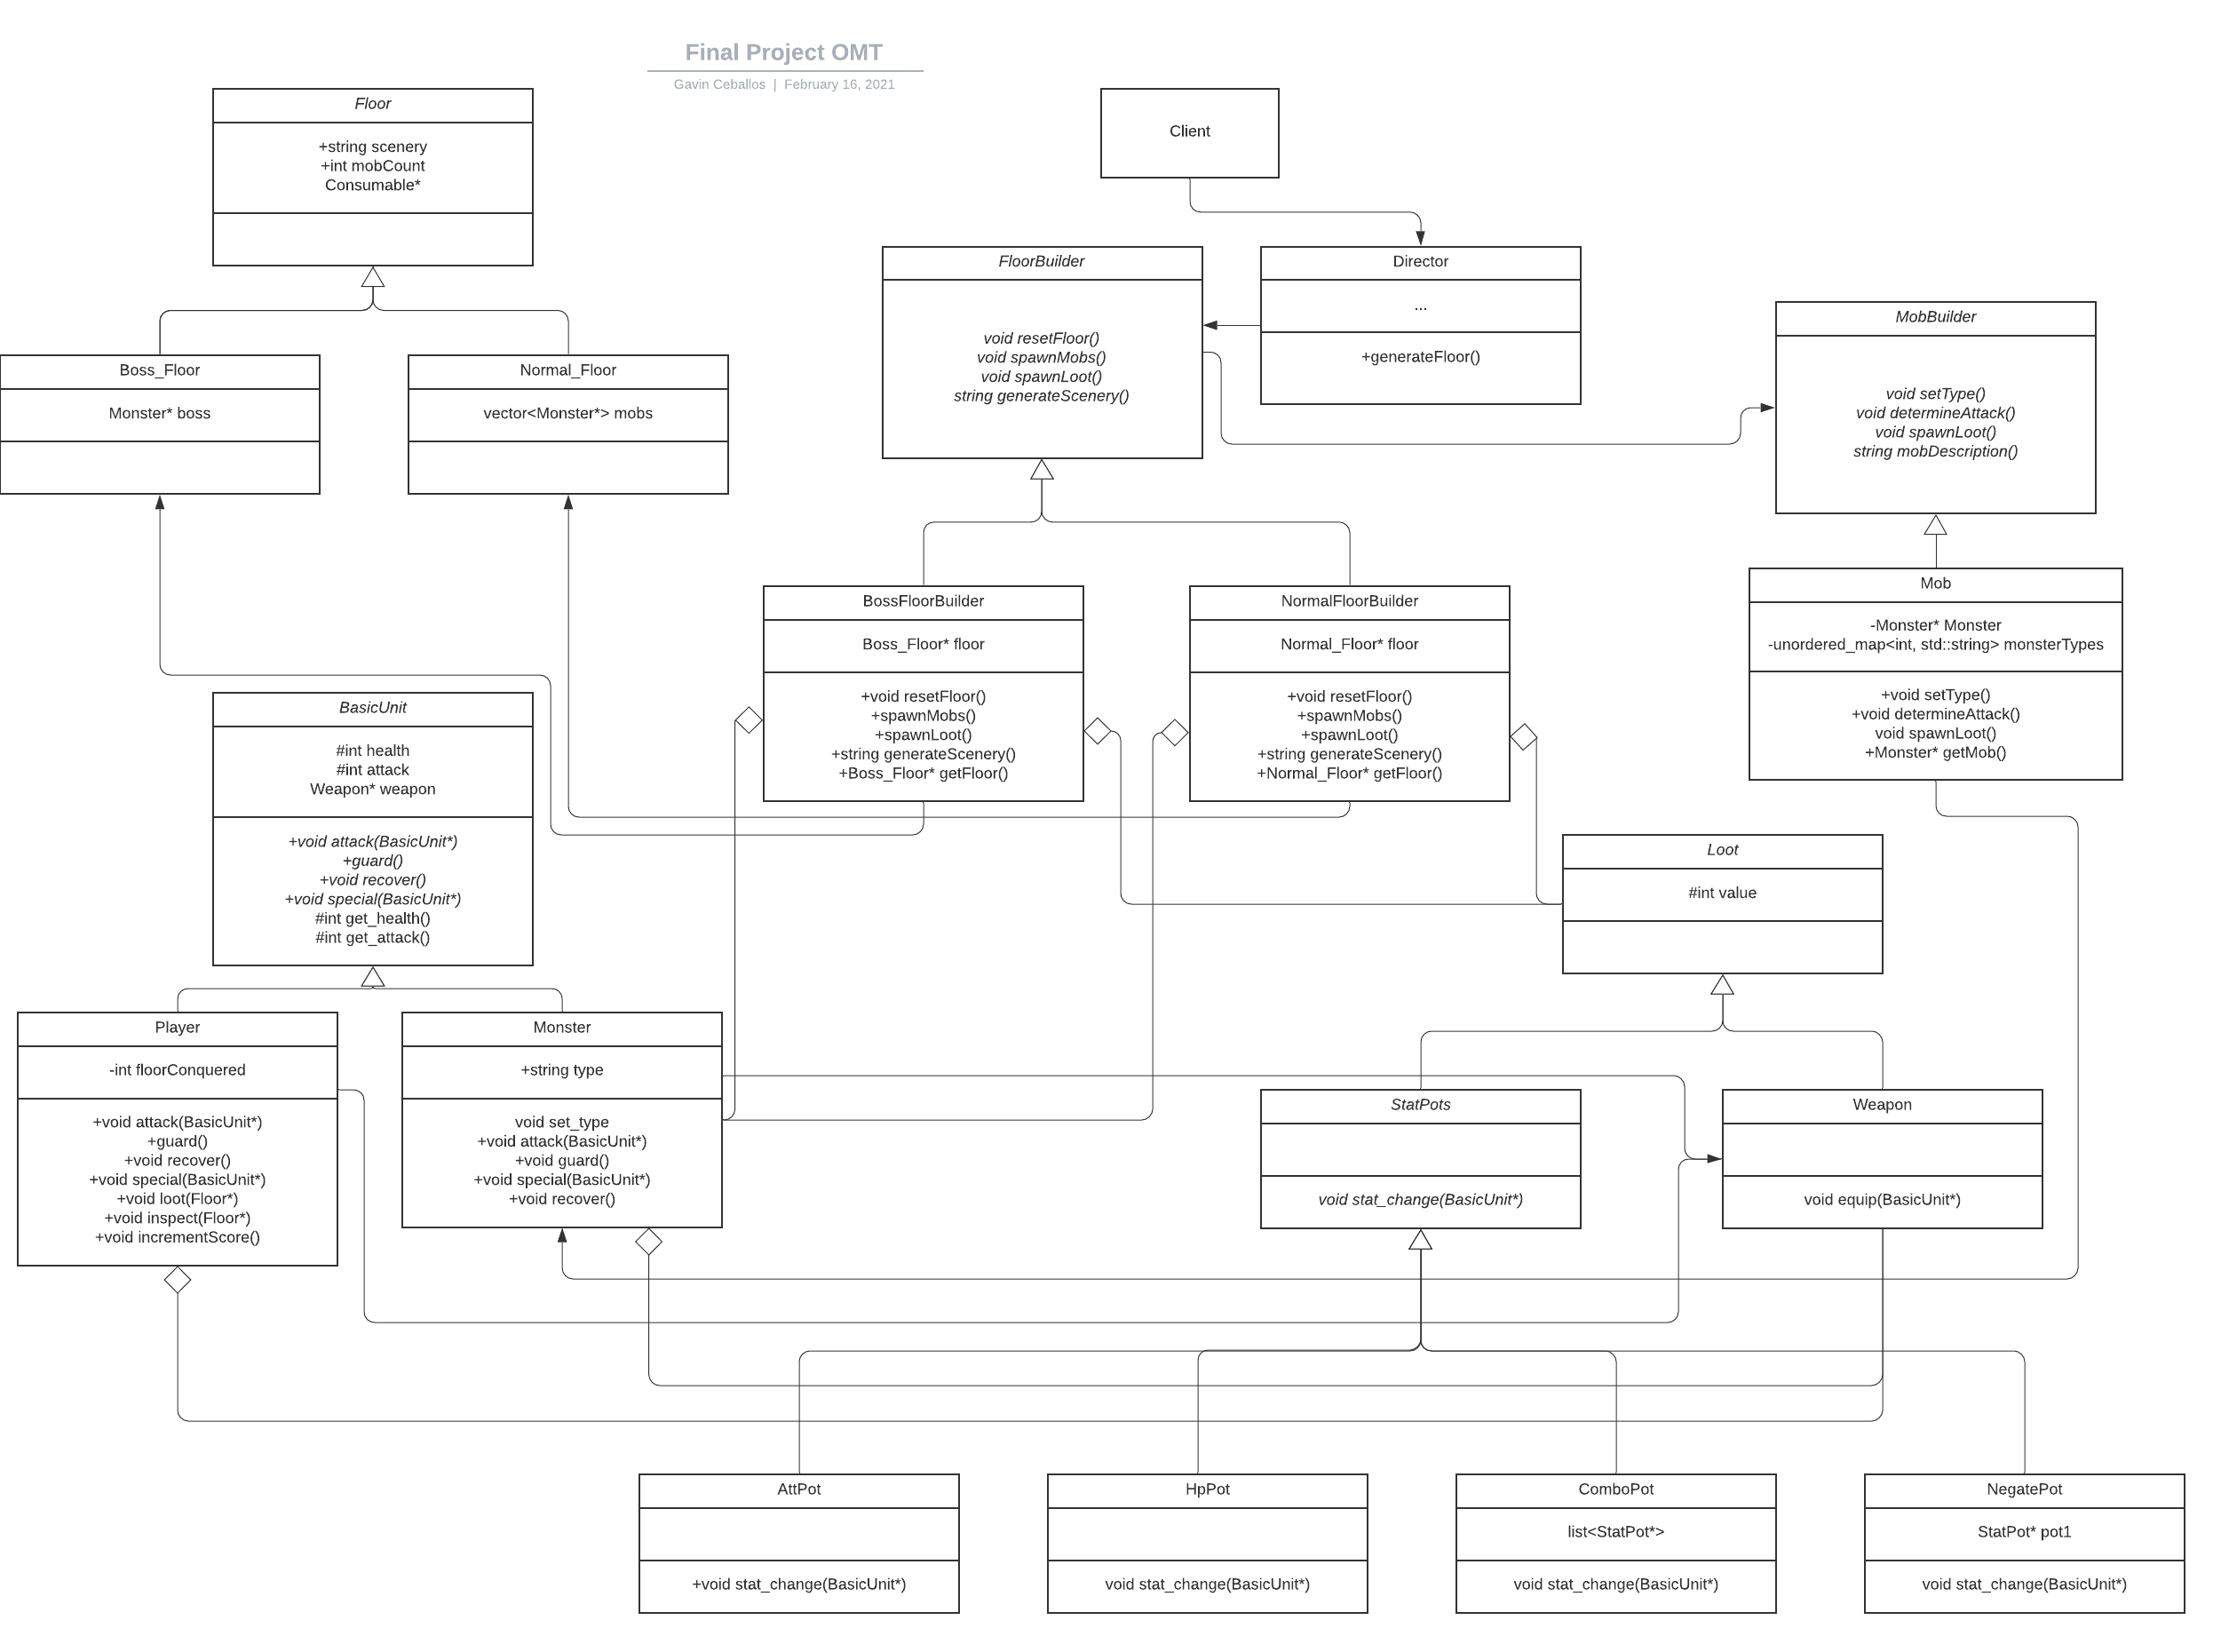 Final Project OMT
Gavin Ceballos | February 16, 2021
Floor
+string scenery
+int mobCount
Consumable*
Client
FloorBuilder
void resetFloor()
void spawnMobs()
void spawnLoot()
string generateScenery()
Director
...
+generateFloor()
MobBuilder
void setType()
void determineAttack()
void spawnLoot()
string mobDescription()
Boss_Floor
Monster* boss
Normal_Floor
vector<Monster*> mobs
BossFloorBuilder
Boss_Floor* floor
+void resetFloor()
+spawnMobs()
+spawnLoot()
+string generateScenery()
+Boss_Floor* getFloor()
NormalFloorBuilder
Normal_Floor* floor
+void resetFloor()
+spawnMobs()
+spawnLoot()
+string generateScenery()
+Normal_Floor* getFloor()
Mob
-Monster* Monster
-unordered_map<int, std::string> monsterTypes
+void setType()
+void determineAttack()
void spawnLoot()
+Monster* getMob()
BasicUnit
#int health
#int attack
Weapon* weapon
+void attack(BasicUnit*)
+guard()
+void recover()
+void special(BasicUnit*)
#int get_health()
#int get_attack()
Loot
#int value
Player
-int floorConquered
+void attack(BasicUnit*)
+guard()
+void recover()
+void special(BasicUnit*)
+void loot(Floor*)
+void inspect(Floor*)
+void incrementScore()
Monster
+string type
void set_type
+void attack(BasicUnit*)
+void guard()
+void special(BasicUnit*)
+void recover()
StatPots
void stat_change(BasicUnit*)
Weapon
void equip(BasicUnit*)
AttPot
+void stat_change(BasicUnit*)
HpPot
void stat_change(BasicUnit*)
ComboPot
list<StatPot*>
void stat_change(BasicUnit*)
NegatePot
StatPot* pot1
void stat_change(BasicUnit*)